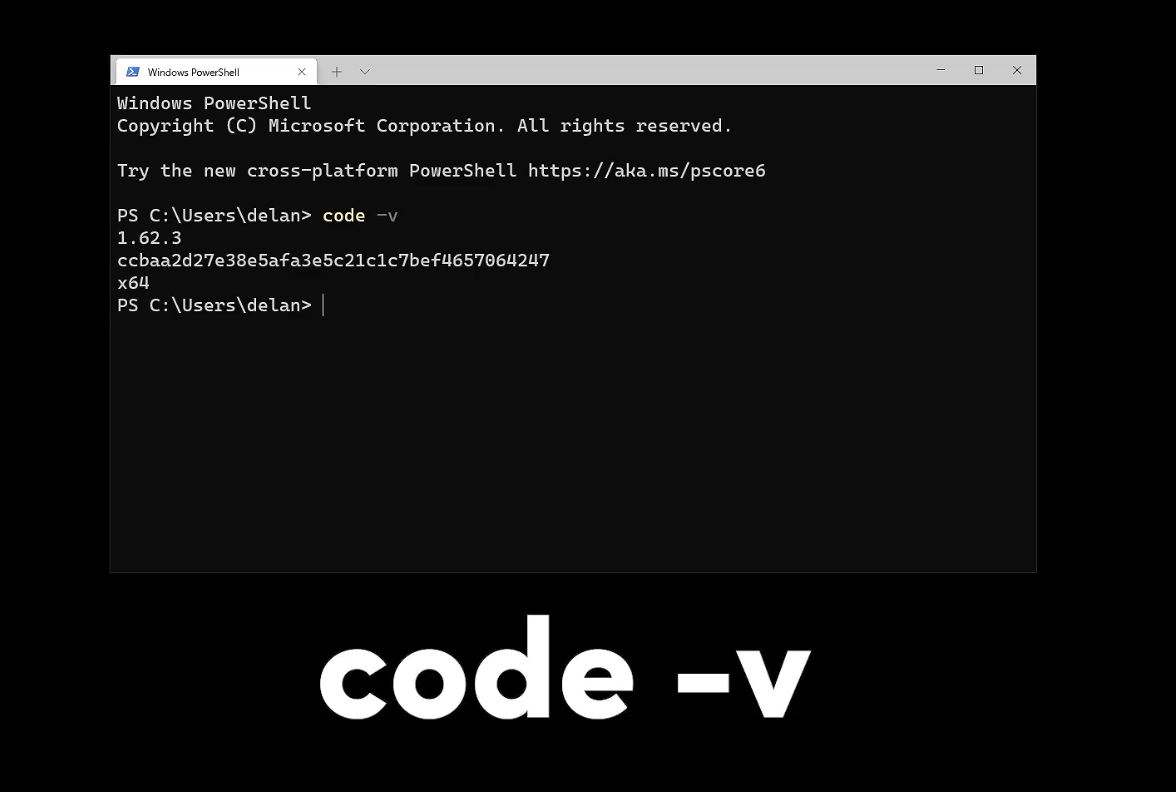 Windows PowerShell
Windows PowerShell
Copyright (C) Microsoft Corporation. All rights reserved.
Try the new cross-platform PowerShell https://aka.ms/pscore6
PS C:\Users\delan> code -v
1.62.3
ccbaa2d27e38e5afa3e5c21c1c7bef4657064247
x64
PS C:\Users\delan>
code -v